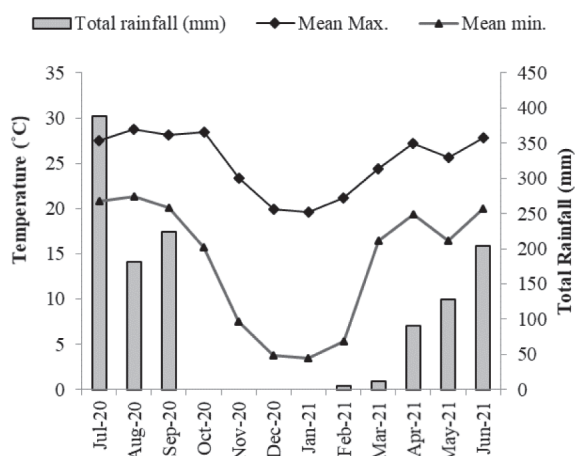 Total rainfall (mm) Mean Max. Mean min.
35 450
30 400
25 350
20 300
15 250
10 200
5 150
0 100
50
0
Temperature (˚C)
Total Rainfall (mm)
Jul-20
Aug-20
Sep-20
Oct-20
Nov-20
Dec-20
Jan-21
Feb-21
Mar-21
Apr-21
May-21
Jun-21